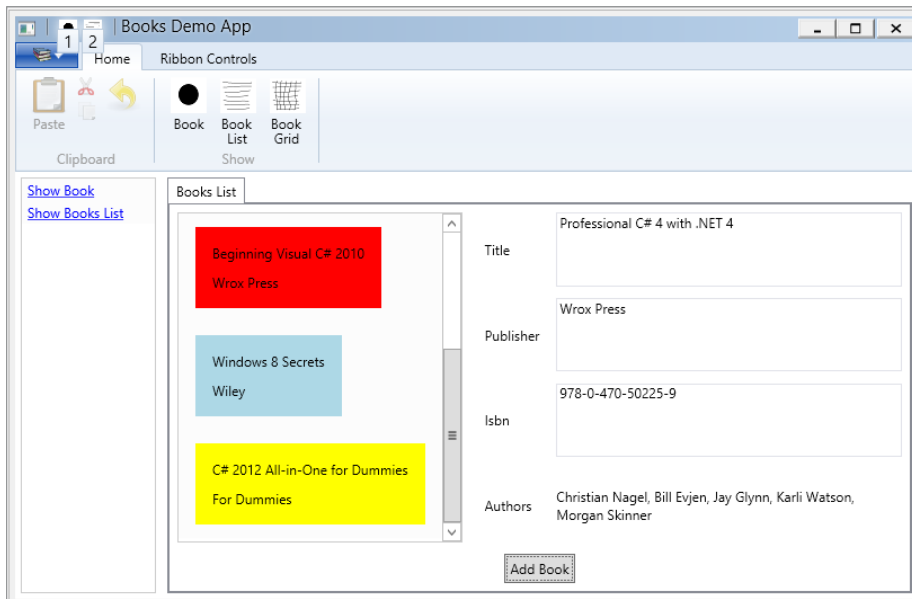 Books Demo App
1 2
Home Ribbon Controls
Paste
Book Book Book
List Grid
Clipboard Show
Show Book
Show Books List
Books List
Beginning Visual C# 2010
Wrox Press
Windows 8 Secrets
Wiley
C# 2012 All-in-One for Dummies
For Dummies
Title
Professional C# 4 with .NET 4
Publisher
Wrox Press
Isbn
978-0-470-50225-9
Authors
Christian Nagel, Bill Evjen, Jay Glynn, Karli Watson,
Morgan Skinner
Add Book